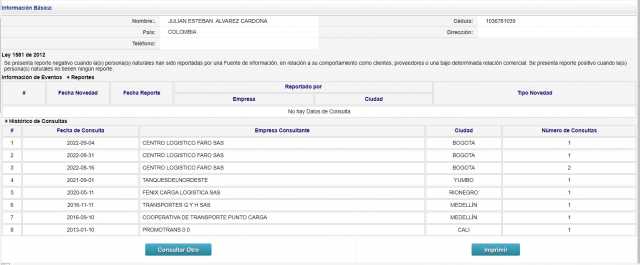 Información Básica:
Nombre:. JULIAN ESTEBAN ALVAREZ CARDONA Cédula: 1036781039
País: COLOMBIA Dirección:
Teléfono:
Ley 1581 de 2012
Se presenta reporte negativo cuando la(s) persona(s) naturales han sido reportadas por una Fuente de información, en relación a su comportamiento como clientes, proveedores o una bajo determinada relación comercial. Se presenta reporte positivo cuando la(s)
persona(s) naturales no tienen ningún reporte.
Información de Eventos + Reportes
# Fecha Novedad Fecha Reporte Reportado por Tipo Novedad
Empresa Ciudad
No hay Datos de Consulta
Histórico de Consultas
# Fecha de Consulta Empresa Consultante Ciudad Número de Consultas
1 2022-09-04 CENTRO LOGISTICO FARO SAS BOGOTA 1
2 2022-08-31 CENTRO LOGISTICO FARO SAS BOGOTA 1
3 2022-08-16 CENTRO LOGISTICO FARO SAS BOGOTA 2
4 2021-09-01 TANQUESDELNORDESTE YUMBO 1
5 2020-05-11 FENIX CARGA LOGISTICA SAS RIONEGRO 1
6 2016-11-11 TRANSPORTES G Y H SAS MEDELLÍN 1
7 2016-09-10 COOPERATIVA DE TRANSPORTE PUNTO CARGA MEDELLÍN 1
8 2013-01-10 PROMOTRANS CALI 1
Consultar Otro Imprimir